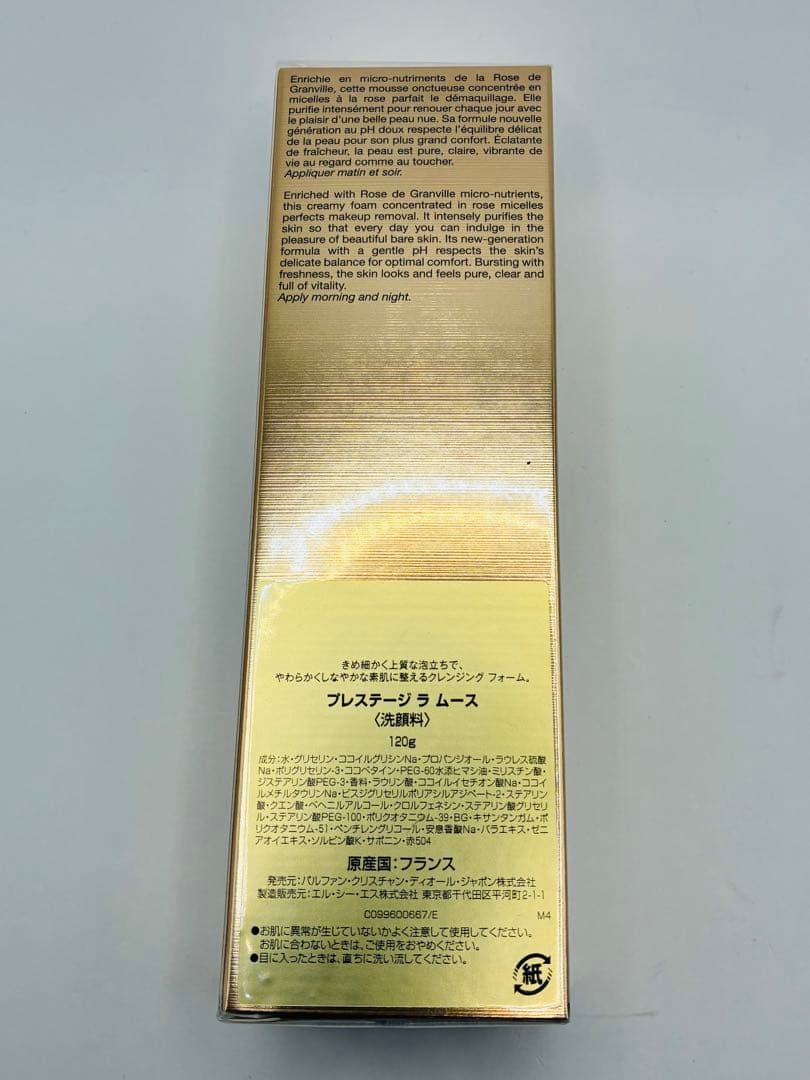 Enrichie en micro-nutriments de la Rose de
Granville, cette mousse onctueuse concentrée en
micelles à la rose parfait le démaquillage. Elle
purifie intensément pour renouer chaque jour avec
le plaisir d'une belle peau nue. Sa formule nouvelle
génération au pH doux respecte l'équilibre délicat
de la peau pour son plus grand confort. Éclatante
de fraîcheur, la peau est pure, claire, vibrante de
vie au regard comme au toucher.
Appliquer matin et soir.
Enriched with Rose de Granville micro-nutrients,
this creamy foam concentrated in rose micelles
perfects makeup removal. It intensely purifies the
skin so that every day you can indulge in the
pleasure of beautiful bare skin. Its new-generation
formula with a gentle pH respects the skin's
delicate balance for optimal comfort. Bursting with
freshness, the skin looks and feels pure, clear and
full of vitality.
Apply morning and night.
きめ細かく上質な泡立ちで、
やわらかくしなやかな素肌に整えるクレンジング フォーム。
プレステージ ラ ムース
〈洗顔料〉
120g
成分:水・グリセリン・ココイルグリシンNa・プロパンジオール・ラウレス硫酸
Na・ポリグリセリン-3・ココベタイン・PEG-60水添ヒマシ油・ミリスチン酸・
ジステアリン酸PEG-3・香料・ラウリン酸・ココイルイセチオン酸Na・ココイ
ルメチルタウリンNa・ビスジグリセリルポリアシルアジペート-2・ステアリン
酸・クエン酸・ベヘニルアルコール・クロルフェネシン・ステアリン酸グリセリ
ル・ステアリン酸PEG-100・ポリクオタニウム-39・BG・キサンタンガム・ポ
リクオタニウム-51・ペンチレングリコール・安息香酸Na・バラエキス・ゼニ
アオイエキス・ソルビン酸K・サポニン・赤504
原産国:フランス
発売元:パルファン・クリスチャン・ディオール・ジャポン株式会社
製造販売元:エル・シー・エス株式会社 東京都千代田区平河町2-1-1
C099600667/E M4
●お肌に異常が生じていないかよく注意して使用してください。
お肌に合わないときは、ご使用をおやめください。
●目に入ったときは、直ちに洗い流してください。
紙